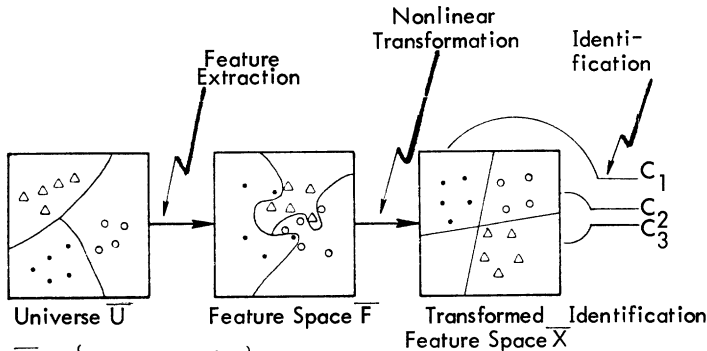 Nonlinear
Transformation
Identi-
fication
Feature
Extraction
C1
C2
C3
Universe U
Feature Space F
Transformed Identification
Feature Space X